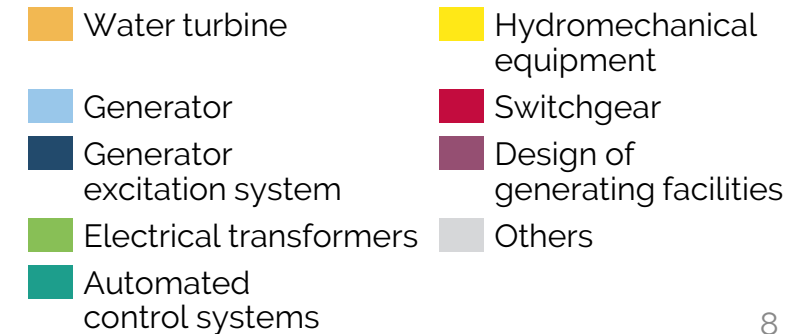 Water turbine
Generator
Generator
excitation system
Electrical transformers
Automated
control systems
Hydromechanical
equipment
Switchgear
Design of
generating facilities
Others
8